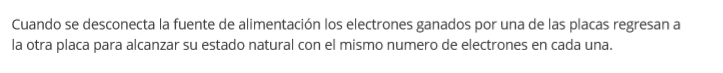 Cuando se desconecta la fuente de alimentación los electrones ganados por una de las placas regresan a
la otra placa para alcanzar su estado natural con el mismo numero de electrones en cada una.